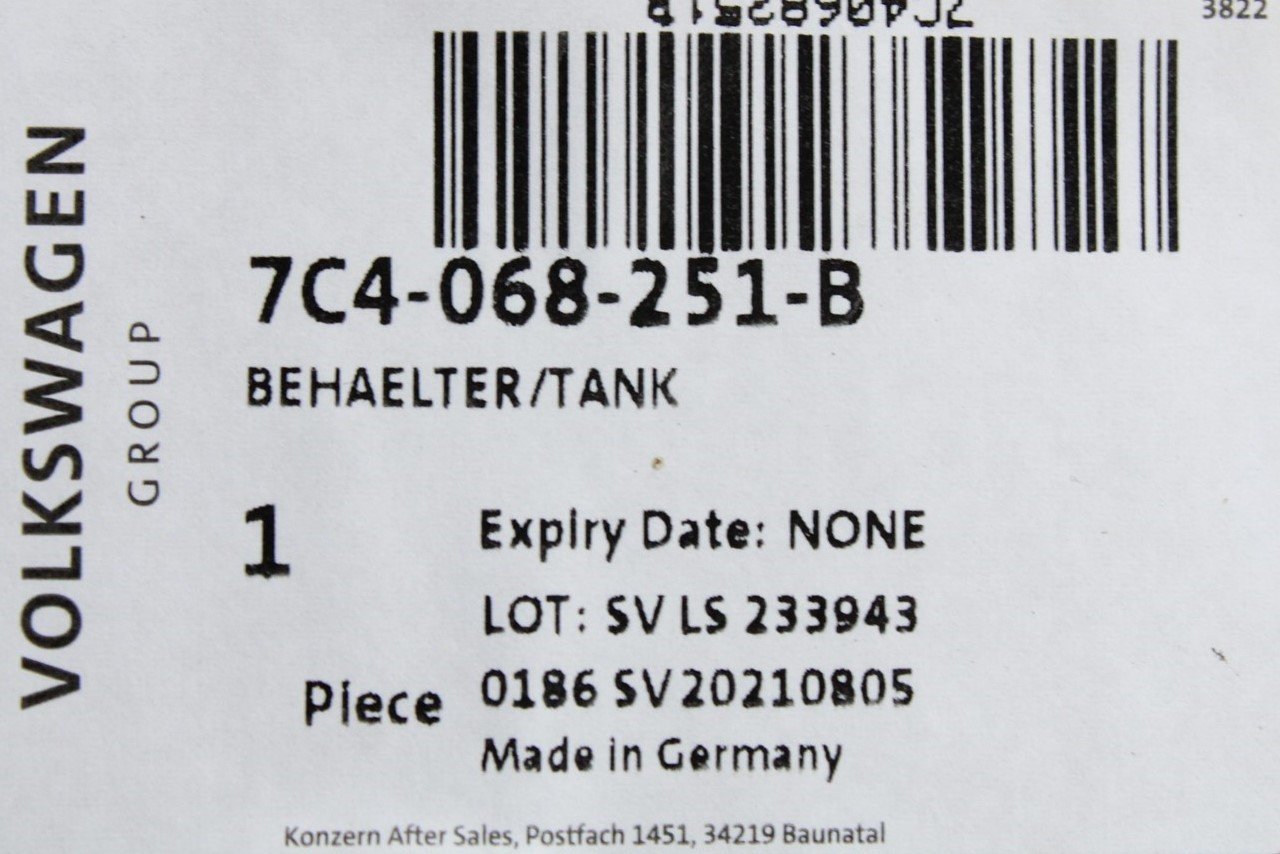 7C4068251B
3822
VOLKSWAGEN
GROUP
7C4-068-251-B
BEHAELTER/TANK
1 Piece
Expiry Date: NONE
LOT: SV LS 233943
0186 SV20210805
Made in Germany
Konzern After Sales, Postfach 1451, 34219 Baunatal